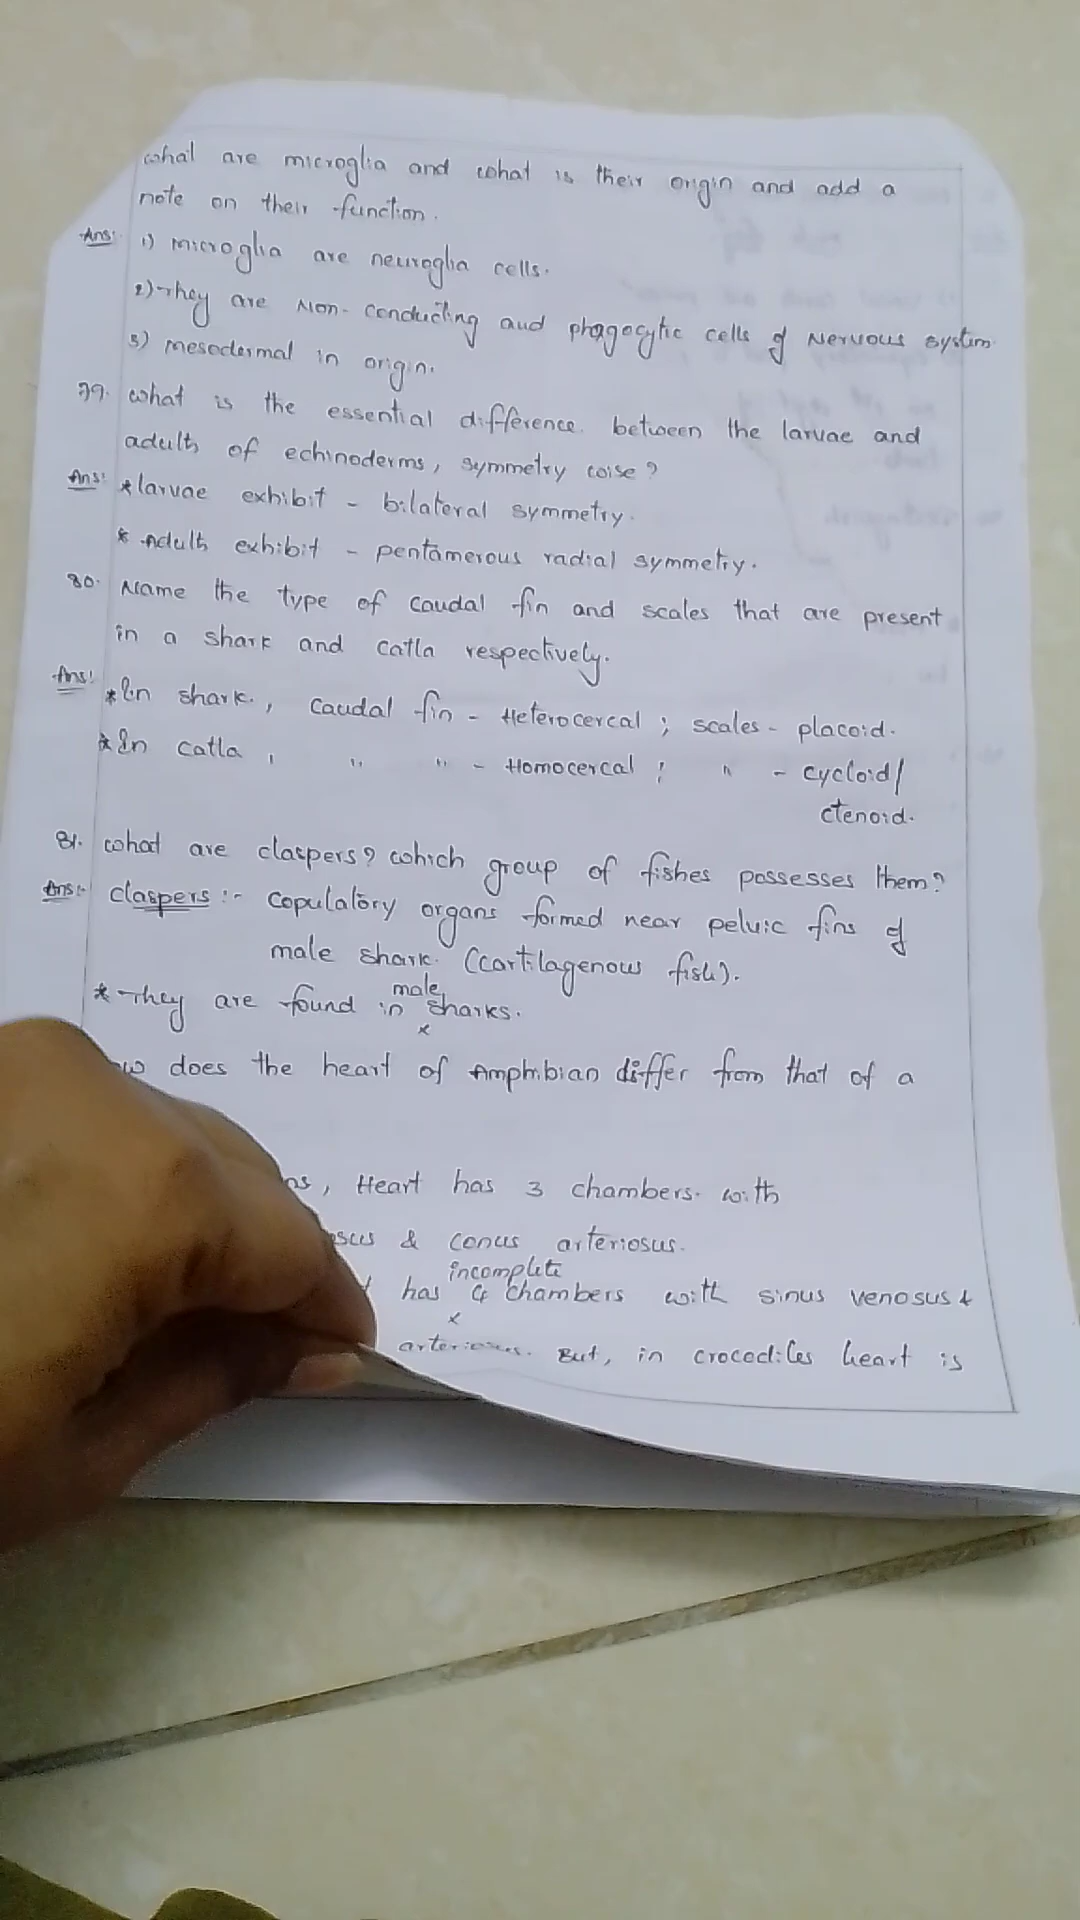 what are microglia and what is their origin and add a
note on their function.
Ans:- 1) microglia are neuroglia cells.
2) They are Non-conducting and phagocytic cells of Nervous system.
3) mesodermal in origin.
79. what is the essential difference between the larvae and
adults of echinoderms, symmetry wise?
Ans: * larvae exhibit - bilateral symmetry.
* Adults exhibit - pentamerous radial symmetry.
80. Name the type of caudal fin and scales that are present
in a shark and catla respectively.
Ans: * In shark, caudal fin - Heterocercal ; scales - placoid.
* In catla, " " - Homocercal ; " - cycloid/
ctenoid.
81. what are claspers? which group of fishes possesses them?
Ans:- claspers :- copulatory organs formed near pelvic fins of
male shark. (cartilagenous fish).
* They are found in male sharks.
does the heart of Amphibian differ from that of a
, Heart has 3 chambers. with
& conus arteriosus.
has incomplete 4 chambers with sinus venosus &
arteriosus. But, in crocodiles heart is